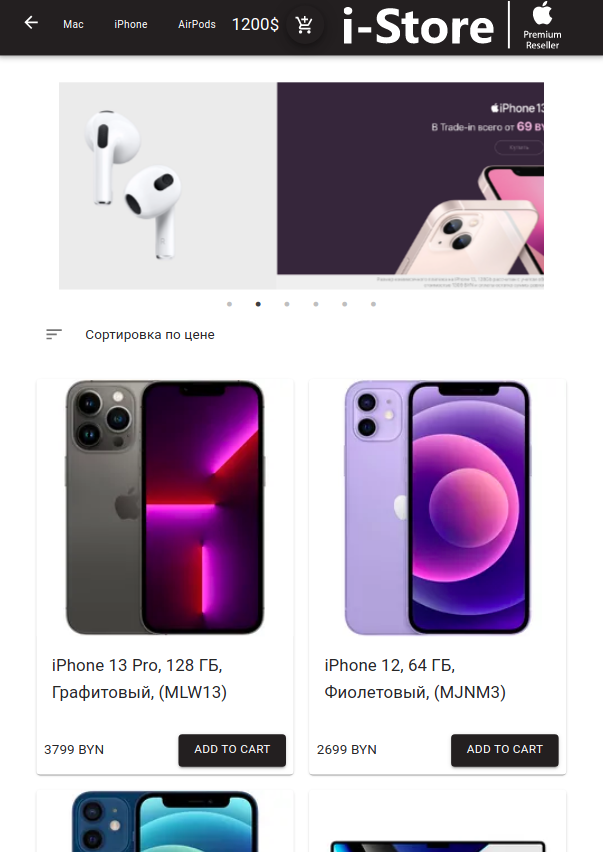 Mac iPhone AirPods 1200$ i-Store
Premium
Reseller
iPhone 13
В Trade-in всего от 69 BY
Купить
Сортировка по цене
iPhone 13 Pro, 128 ГБ,
Графитовый, (MLW13)
3799 BYN ADD TO CART
iPhone 12, 64 ГБ,
Фиолетовый, (MJNM3)
2699 BYN ADD TO CART